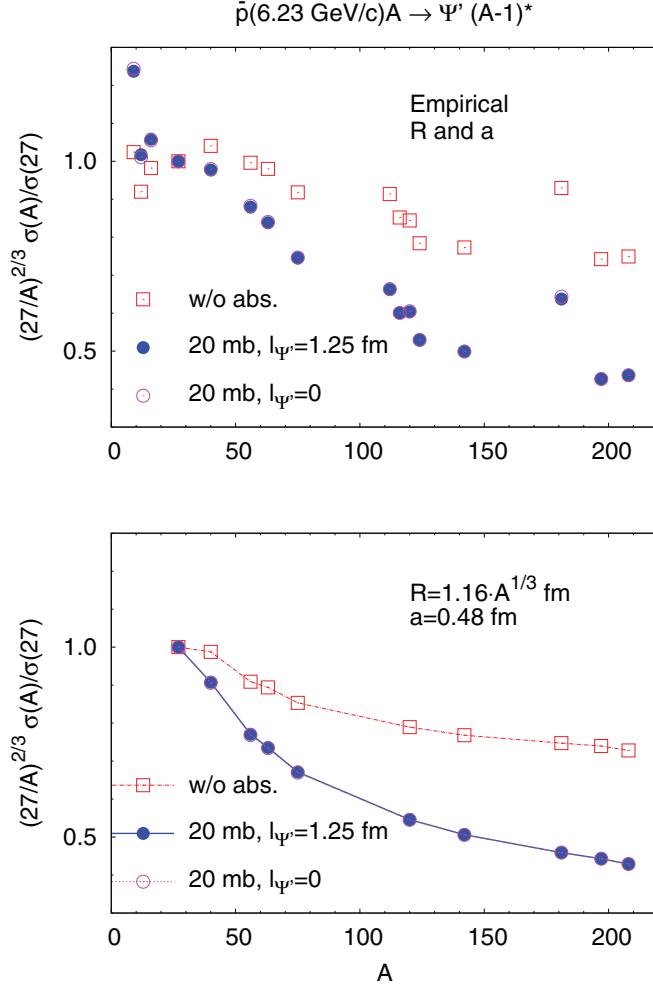 p̄(6.23 GeV/c)A → Ψ' (A-1)*
(27/A)^2/3 σ(A)/σ(27)
1.0
0.5
Empirical
R and a
w/o abs.
20 mb, l_Ψ'=1.25 fm
20 mb, l_Ψ'=0
0 50 100 150 200
(27/A)^2/3 σ(A)/σ(27)
1.0
0.5
R=1.16·A^1/3 fm
a=0.48 fm
w/o abs.
20 mb, l_Ψ'=1.25 fm
20 mb, l_Ψ'=0
0 50 100 150 200
A